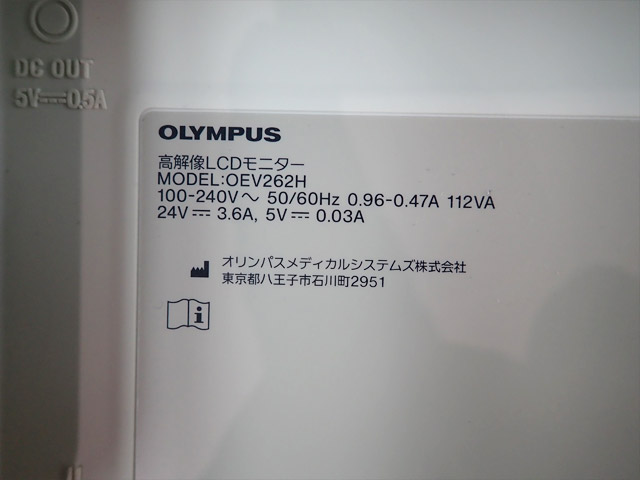 DC OUT
5V⎓0.5A
OLYMPUS
高解像LCDモニター
MODEL:OEV262H
100-240V～ 50/60Hz 0.96-0.47A 112VA
24V⎓ 3.6A, 5V⎓ 0.03A
オリンパスメディカルシステムズ株式会社
東京都八王子市石川町2951
i